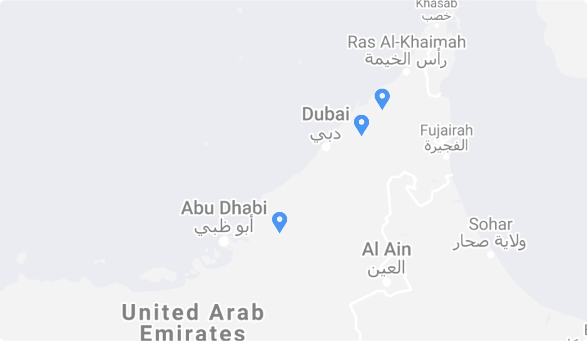 Khasab
خصب
Ras Al-Khaimah
رأس الخيمة
Dubai
دبي
Fujairah
الفجيرة
Abu Dhabi
أبو ظبي
Sohar
ولاية صحار
Al Ain
العين
United Arab
Emirates